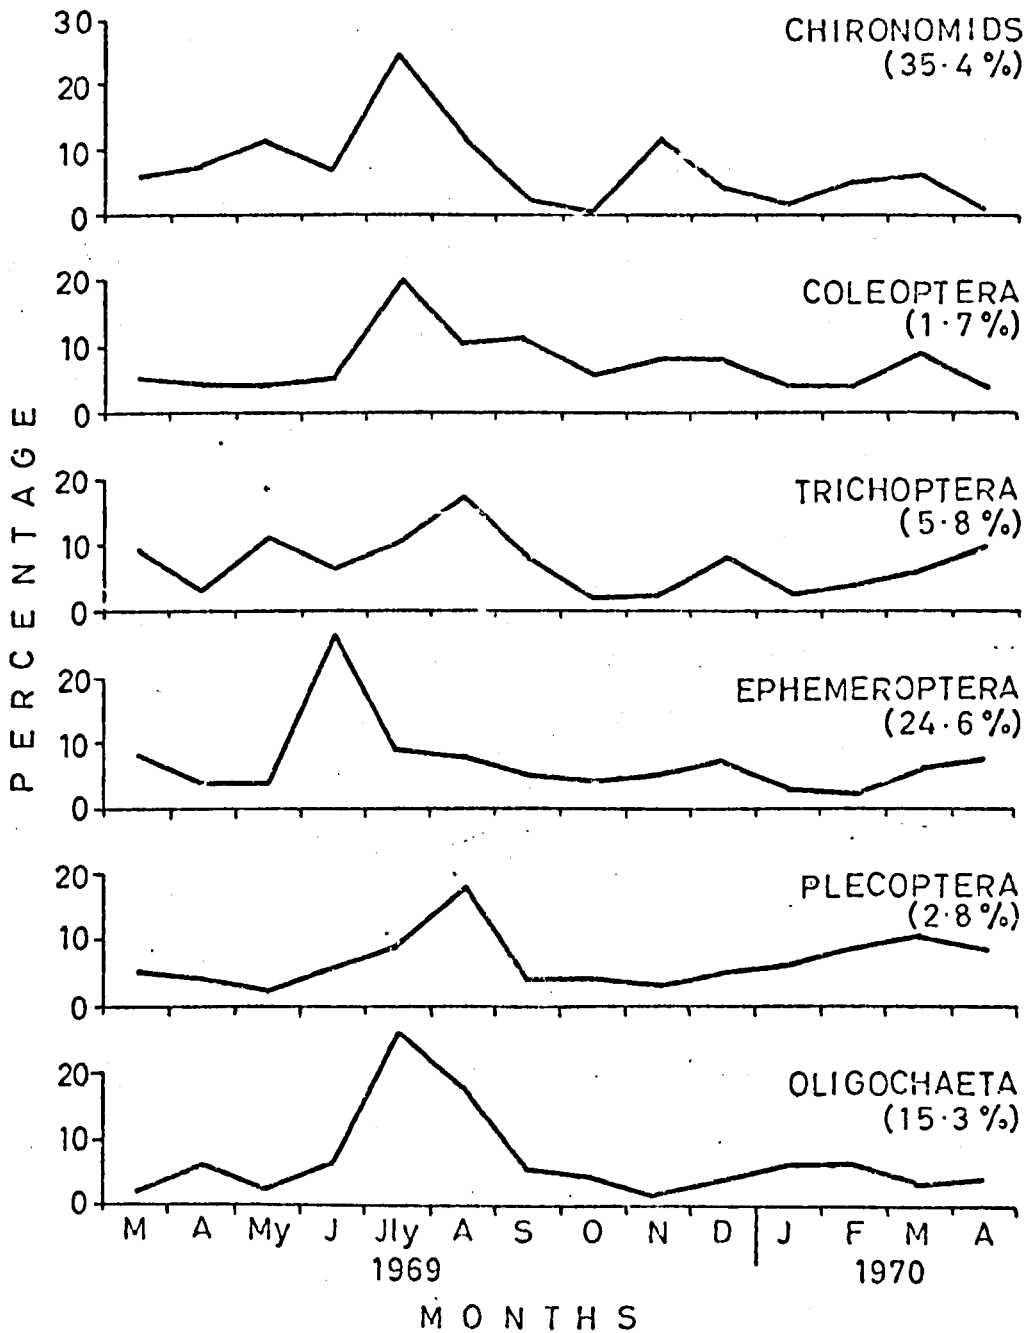 CHIRONOMIDS
(35·4%)
30
20
10
0
COLEOPTERA
(1·7%)
20
10
0
TRICHOPTERA
(5·8%)
20
10
0
EPHEMEROPTERA
(24·6%)
20
10
0
PLECOPTERA
(2·8%)
20
10
0
OLIGOCHAETA
(15·3%)
20
10
0
PERCENTAGE
M A My J Jly A S O N D J F M A
1969 1970
MONTHS